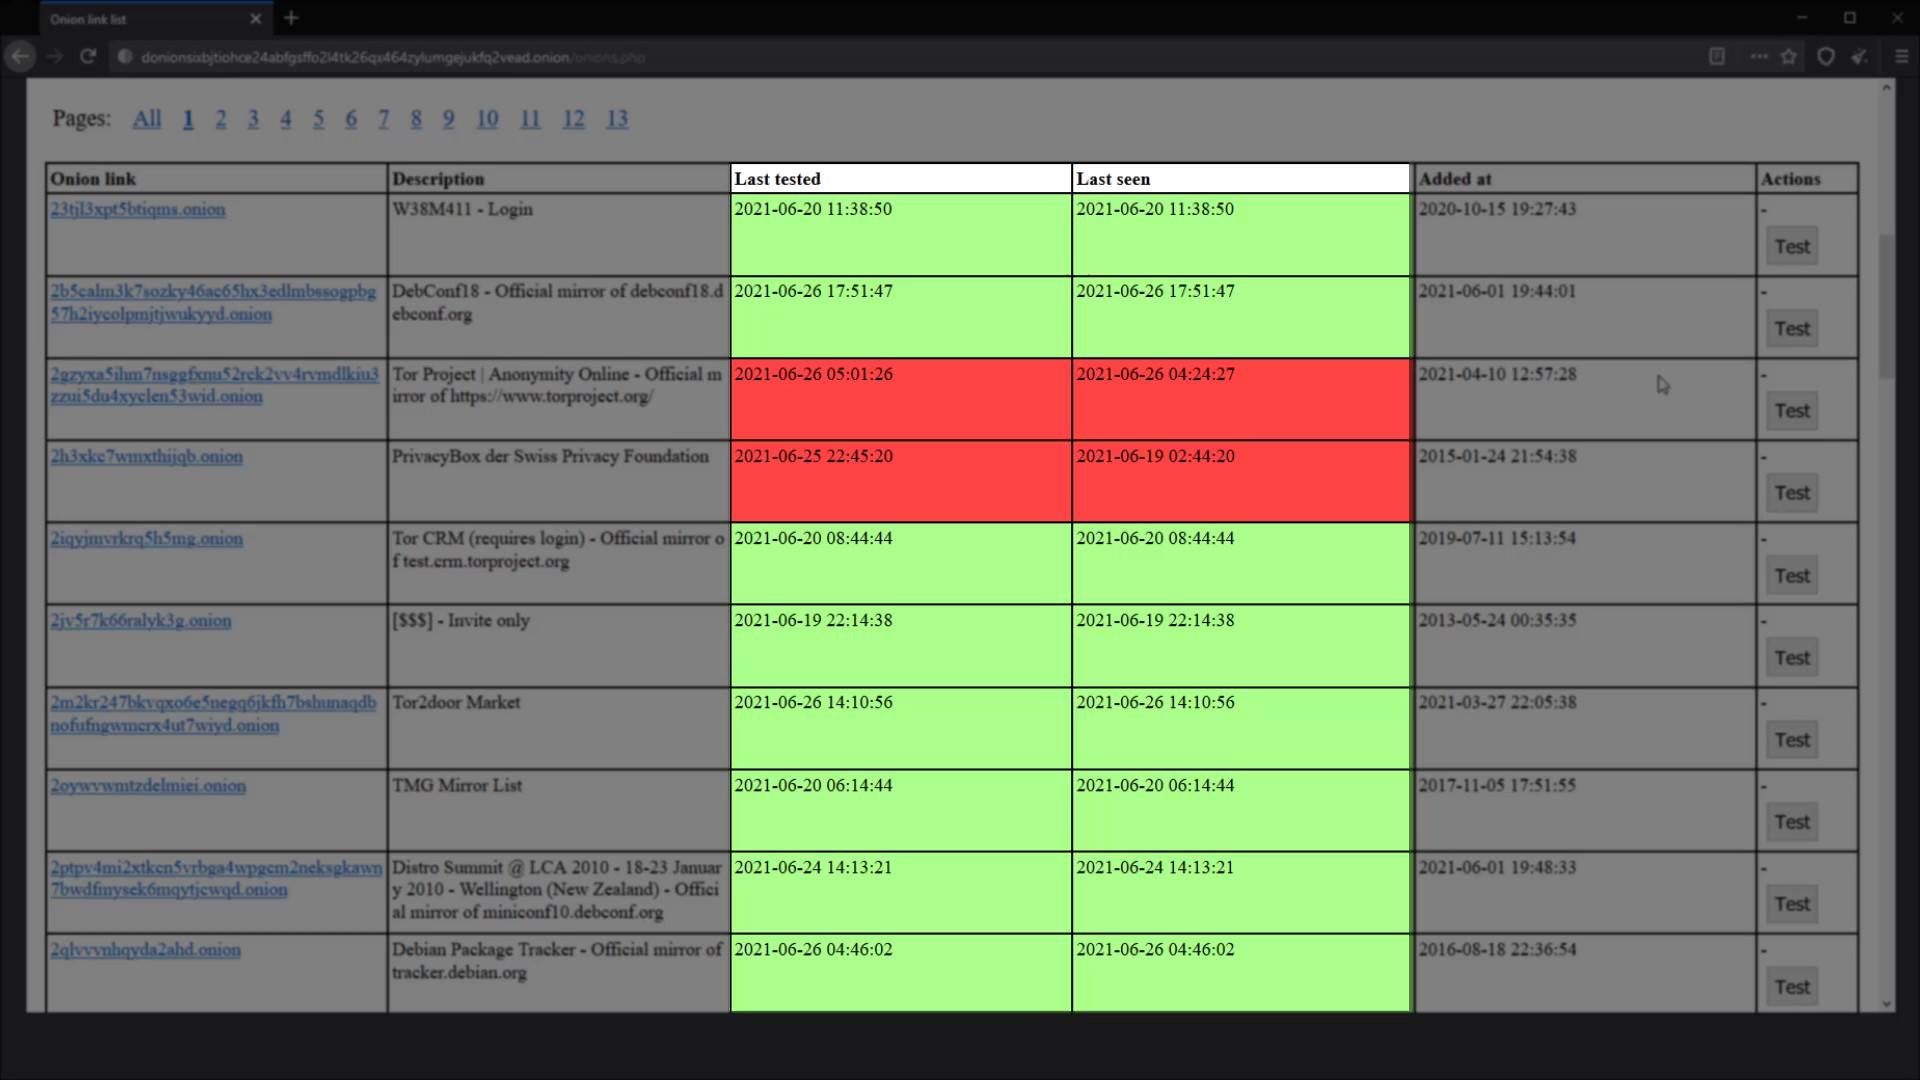 Onion link list
donionsixbjtiohce24abfgsffo2l4tk26qx464zylumgejukfq2vead.onion/onions.php
Pages: All 1 2 3 4 5 6 7 8 9 10 11 12 13
Onion link Description Last tested Last seen Added at Actions
23tjl3xpt5btiqms.onion W38M411 - Login 2021-06-20 11:38:50 2021-06-20 11:38:50 2020-10-15 19:27:43 -
Test
2b5calm3k7sozky46ac65hx3edlmbssogpbg DebConf18 - Official mirror of debconf18.d 2021-06-26 17:51:47 2021-06-26 17:51:47 2021-06-01 19:44:01 -
57h2iycolpmjtjwukyyd.onion ebconf.org
Test
2gzyxa5ihm7nsggfxnu52rck2vv4rvmdlkiu3 Tor Project | Anonymity Online - Official m 2021-06-26 05:01:26 2021-06-26 04:24:27 2021-04-10 12:57:28 -
zzui5du4xyclen53wid.onion irror of https://www.torproject.org/
Test
2h3xkc7wmxthijqb.onion PrivacyBox der Swiss Privacy Foundation 2021-06-25 22:45:20 2021-06-19 02:44:20 2015-01-24 21:54:38 -
Test
2iqyjmvrkrq5h5mg.onion Tor CRM (requires login) - Official mirror o 2021-06-20 08:44:44 2021-06-20 08:44:44 2019-07-11 15:13:54 -
f test.crm.torproject.org
Test
2jv5r7k66ralyk3g.onion [$$$] - Invite only 2021-06-19 22:14:38 2021-06-19 22:14:38 2013-05-24 00:35:35 -
Test
2m2kr247bkvqxo6e5negq6jkfh7bshunaqdb Tor2door Market 2021-06-26 14:10:56 2021-06-26 14:10:56 2021-03-27 22:05:38 -
nofufngwmcrx4ut7wiyd.onion
Test
2oywvwmtzdelmiei.onion TMG Mirror List 2021-06-20 06:14:44 2021-06-20 06:14:44 2017-11-05 17:51:55 -
Test
2ptpv4mi2xtkcn5vrbga4wpgcm2neksgkawn Distro Summit @ LCA 2010 - 18-23 Januar 2021-06-24 14:13:21 2021-06-24 14:13:21 2021-06-01 19:48:33 -
7bwdfmysek6mqytjcwqd.onion y 2010 - Wellington (New Zealand) - Offici
al mirror of miniconf10.debconf.org
Test
2qlvvvnhqyda2ahd.onion Debian Package Tracker - Official mirror of 2021-06-26 04:46:02 2021-06-26 04:46:02 2016-08-18 22:36:54 -
tracker.debian.org
Test